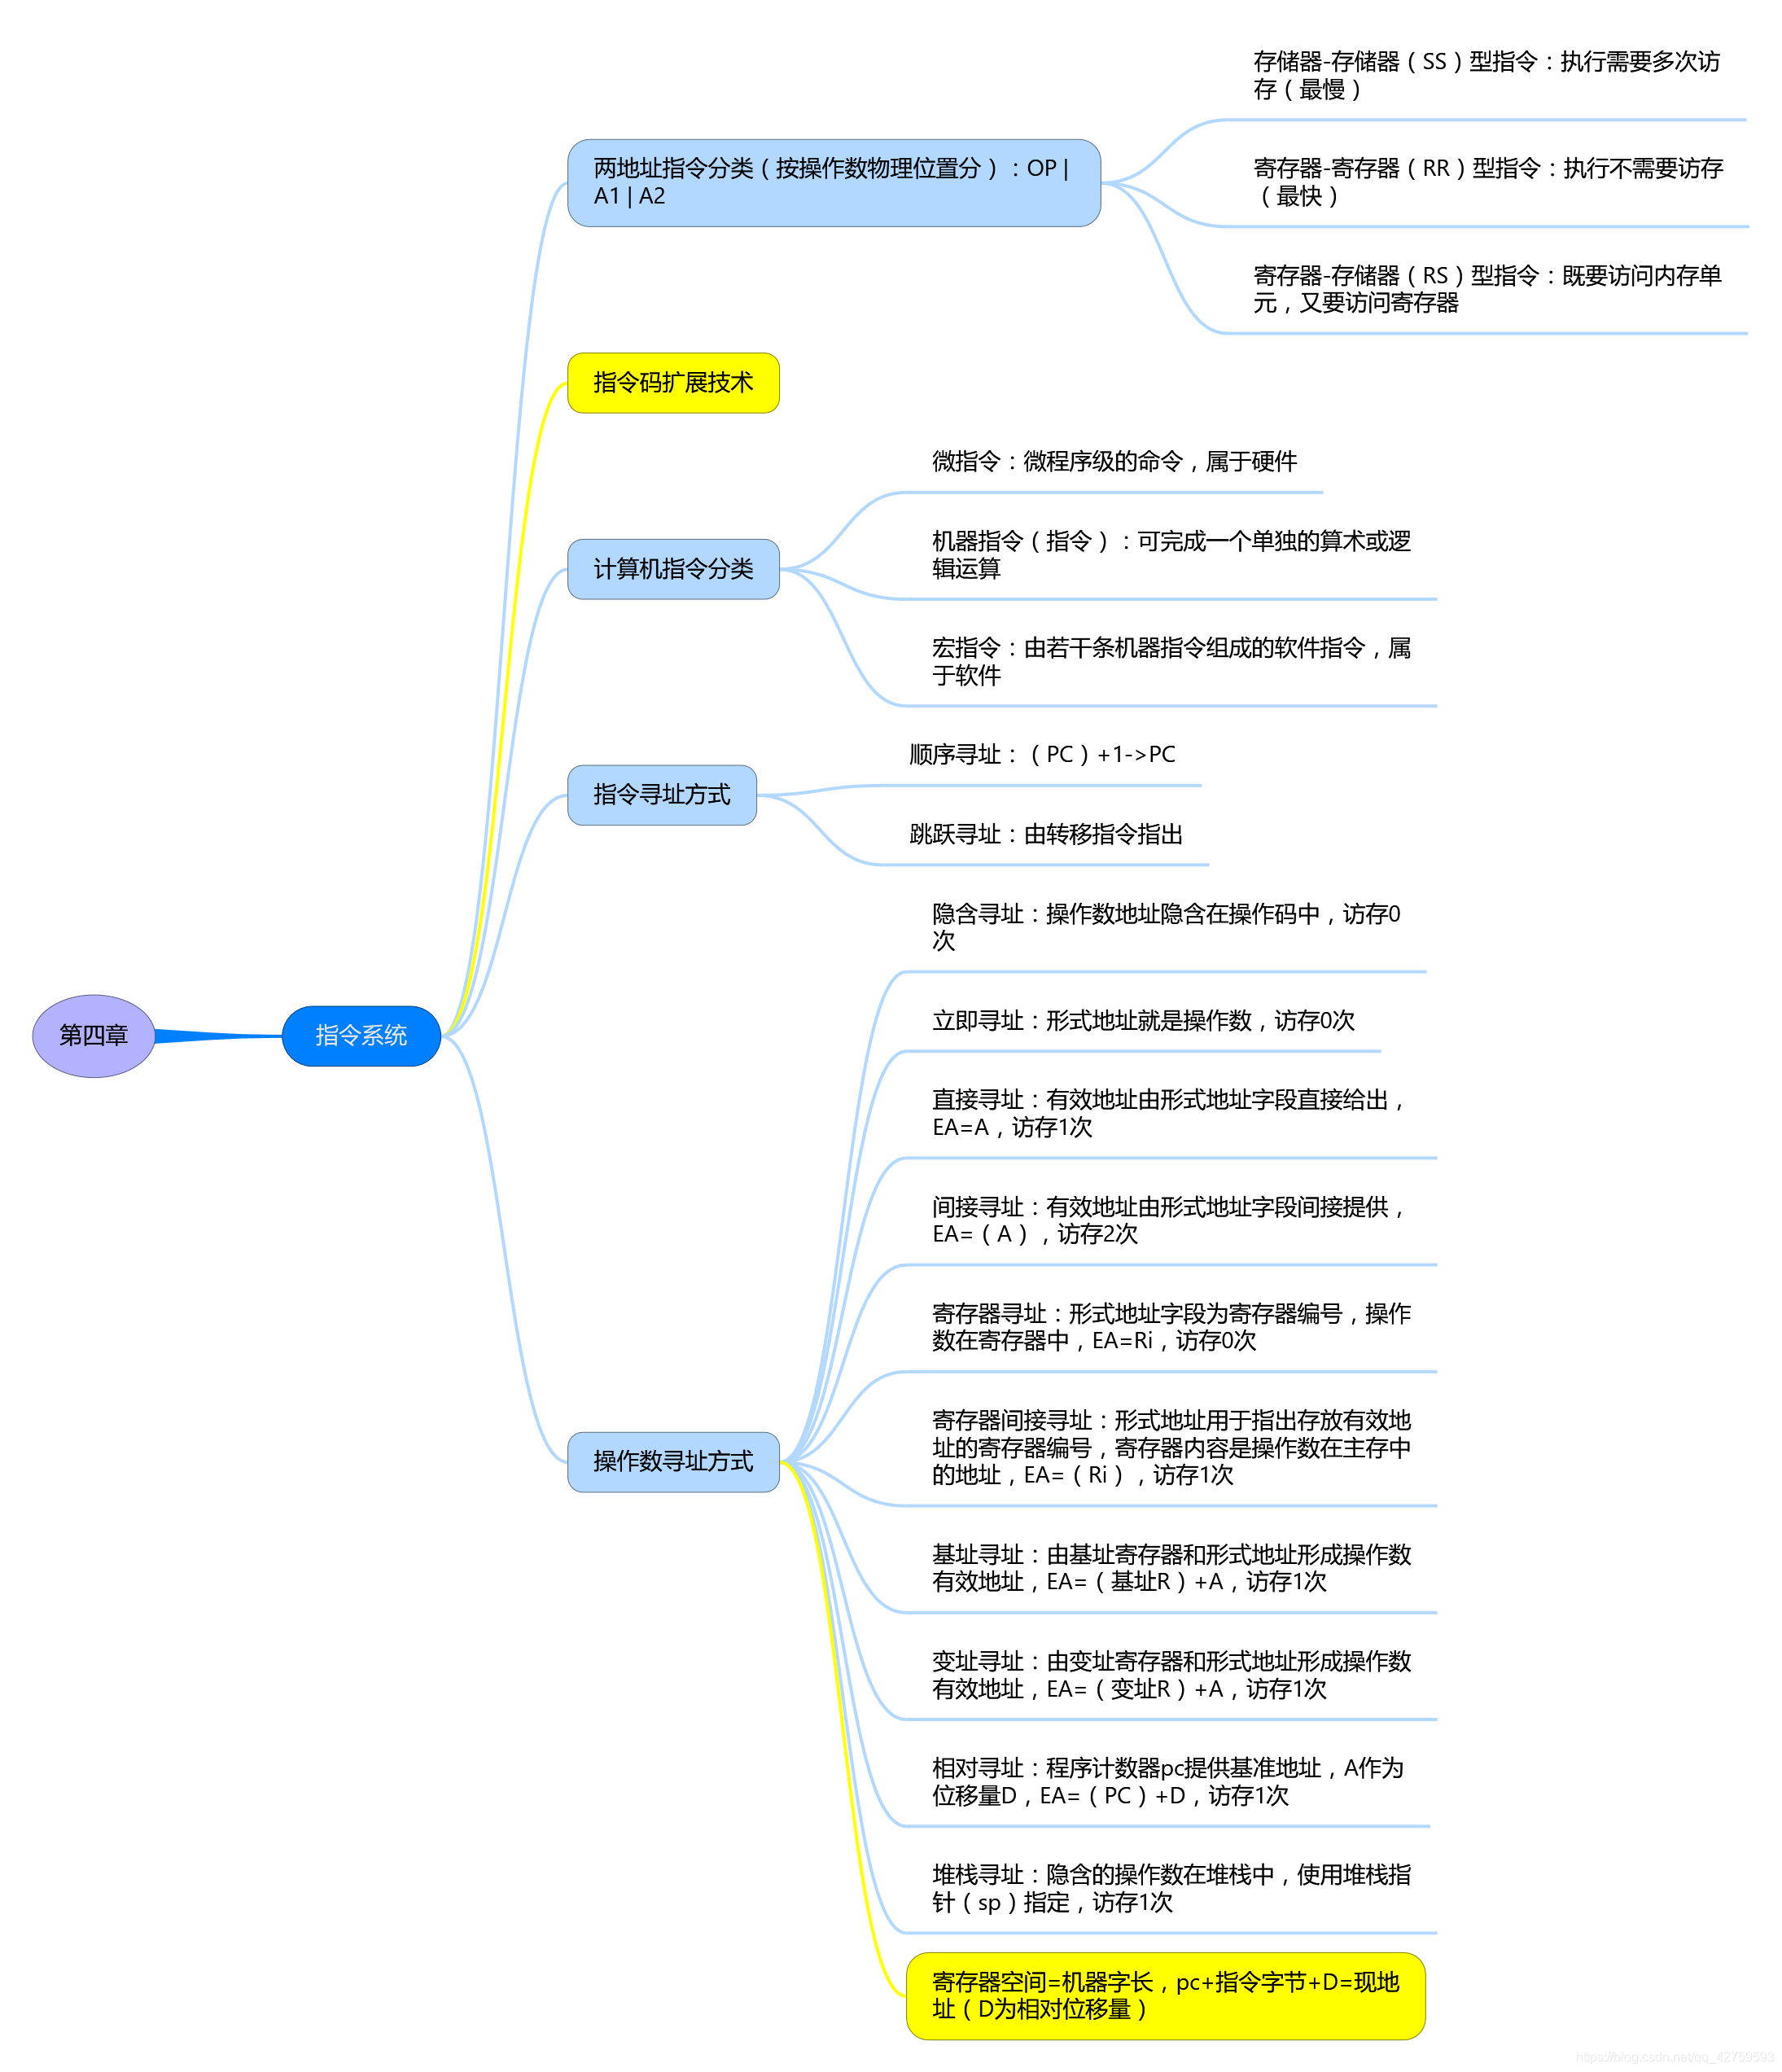 存储器-存储器（SS）型指令：执行需要多次访
存（最慢）
两地址指令分类（按操作数物理位置分）：OP |
A1 | A2
寄存器-寄存器（RR）型指令：执行不需要访存
（最快）
寄存器-存储器（RS）型指令：既要访问内存单
元，又要访问寄存器
指令码扩展技术
微指令：微程序级的命令，属于硬件
计算机指令分类
机器指令（指令）：可完成一个单独的算术或逻
辑运算
宏指令：由若干条机器指令组成的软件指令，属
于软件
顺序寻址：（PC）+1->PC
指令寻址方式
跳跃寻址：由转移指令指出
第四章
指令系统
隐含寻址：操作数地址隐含在操作码中，访存0
次
立即寻址：形式地址就是操作数，访存0次
直接寻址：有效地址由形式地址字段直接给出，
EA=A，访存1次
间接寻址：有效地址由形式地址字段间接提供，
EA=（A），访存2次
寄存器寻址：形式地址字段为寄存器编号，操作
数在寄存器中，EA=Ri，访存0次
操作数寻址方式
寄存器间接寻址：形式地址用于指出存放有效地
址的寄存器编号，寄存器内容是操作数在主存中
的地址，EA=（Ri），访存1次
基址寻址：由基址寄存器和形式地址形成操作数
有效地址，EA=（基址R）+A，访存1次
变址寻址：由变址寄存器和形式地址形成操作数
有效地址，EA=（变址R）+A，访存1次
相对寻址：程序计数器pc提供基准地址，A作为
位移量D，EA=（PC）+D，访存1次
堆栈寻址：隐含的操作数在堆栈中，使用堆栈指
针（sp）指定，访存1次
寄存器空间=机器字长，pc+指令字节+D=现地
址（D为相对位移量）
https://blog.csdn.net/qq_42759593